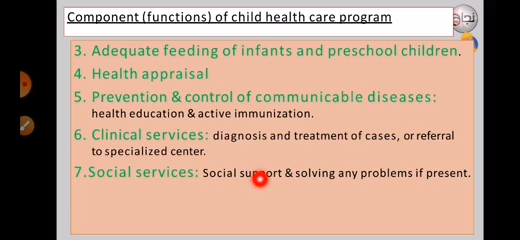 Component (functions) of child health care program
نجاح
3. Adequate feeding of infants and preschool children.
4. Health appraisal
5. Prevention & control of communicable diseases:
health education & active immunization.
6. Clinical services: diagnosis and treatment of cases, or referral
to specialized center.
7.Social services: Social support & solving any problems if present.